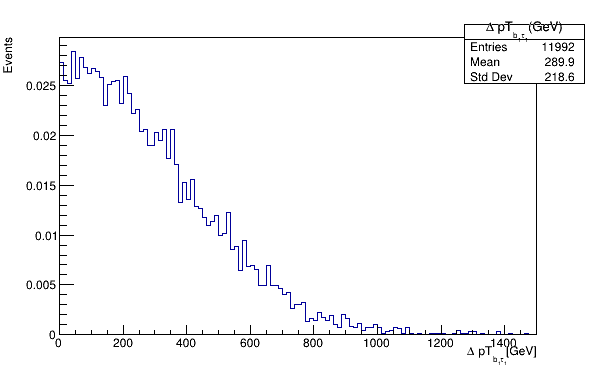 Δ pT_{b₁τ₁}(GeV)
Entries 11992
Mean 289.9
Std Dev 218.6
Events
0.025
0.02
0.015
0.01
0.005
0
0 200 400 600 800 1000 1200 1400
Δ pT_{b₁τ₁}[GeV]